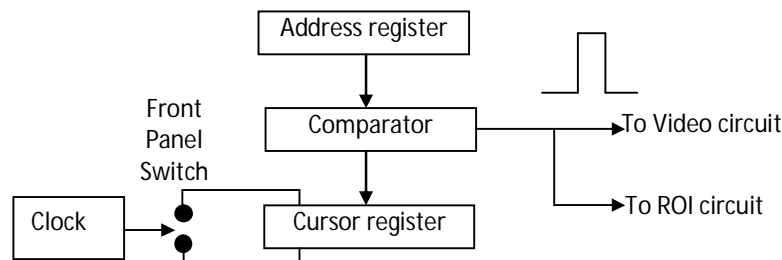 Address register
Front
Panel
Switch
Comparator
To Video circuit
Clock
Cursor register
To ROI circuit